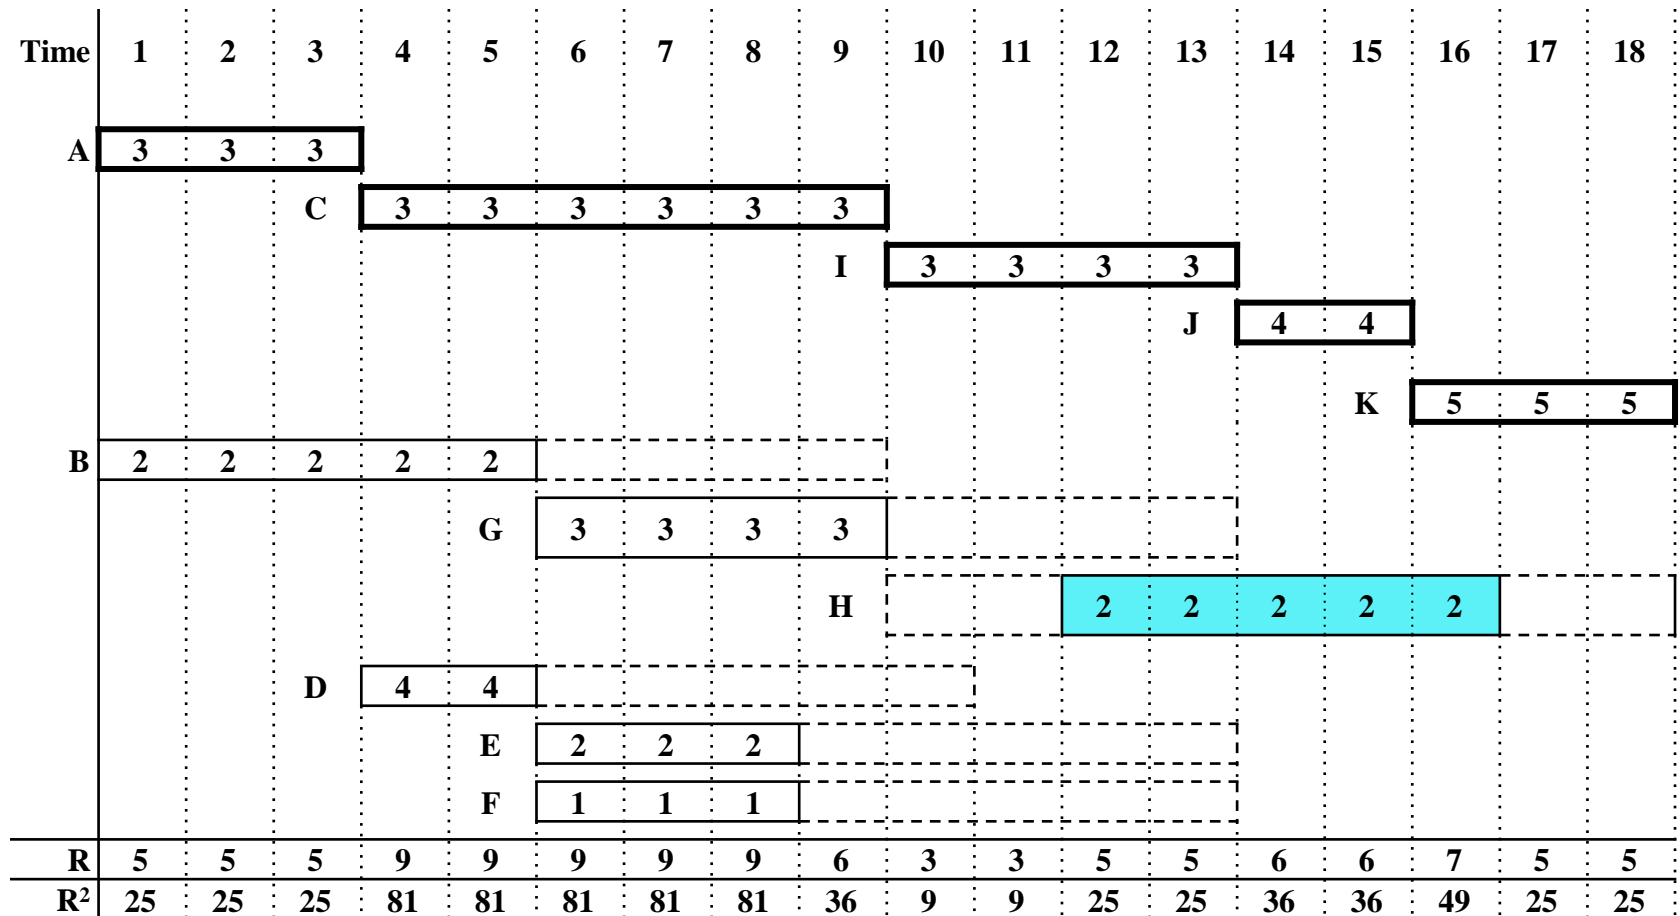 Time 1 2 3 4 5 6 7 8 9 10 11 12 13 14 15 16 17 18
A 3 3 3
C 3 3 3 3 3 3
I 3 3 3 3
J 4 4
K 5 5 5
B 2 2 2 2 2
G 3 3 3 3
H 2 2 2 2 2
D 4 4
E 2 2 2
F 1 1 1
R 5 5 5 9 9 9 9 9 6 3 3 5 5 6 6 7 5 5
R² 25 25 25 81 81 81 81 81 36 9 9 25 25 36 36 49 25 25